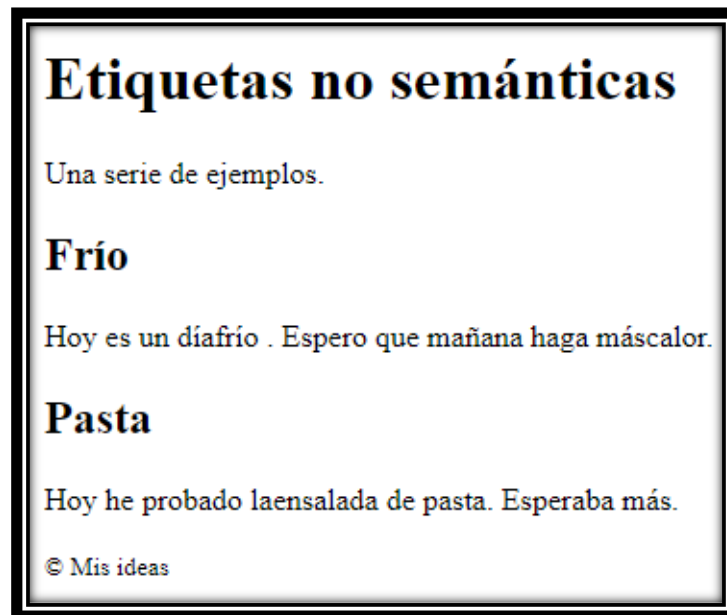 Etiquetas no semánticas
Una serie de ejemplos.
Frío
Hoy es un díafrío . Espero que mañana haga máscalor.
Pasta
Hoy he probado laensalada de pasta. Esperaba más.
© Mis ideas